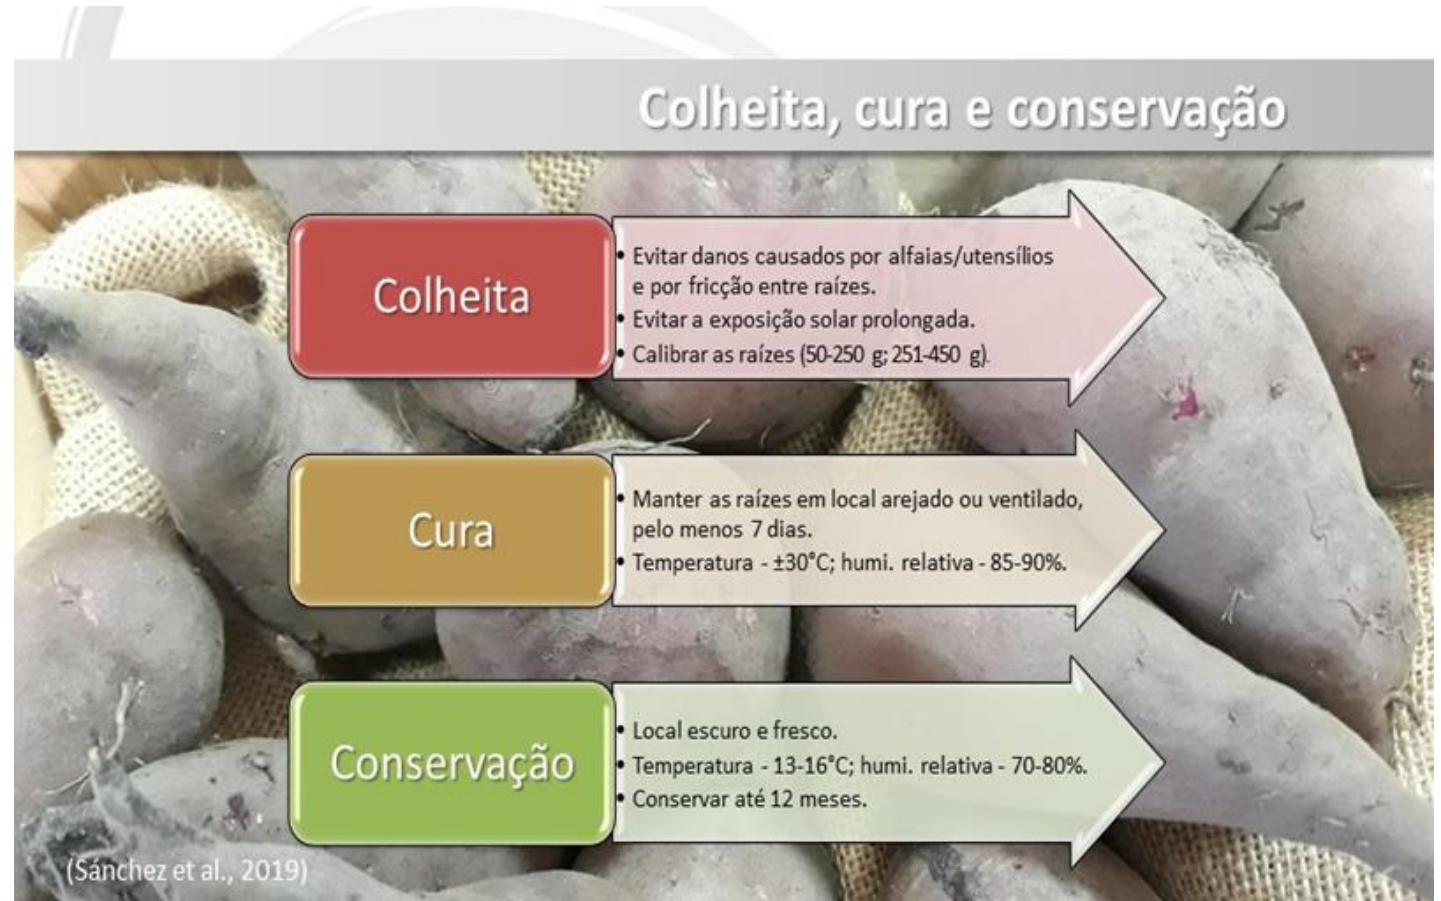 Colheita, cura e conservação
Colheita
• Evitar danos causados por alfaias/utensílios
e por fricção entre raízes.
• Evitar a exposição solar prolongada.
• Calibrar as raízes (50-250 g; 251-450 g).
Cura
• Manter as raízes em local arejado ou ventilado,
pelo menos 7 dias.
• Temperatura - ±30°C; humi. relativa - 85-90%.
Conservação
• Local escuro e fresco.
• Temperatura - 13-16°C; humi. relativa - 70-80%.
• Conservar até 12 meses.
(Sánchez et al., 2019)